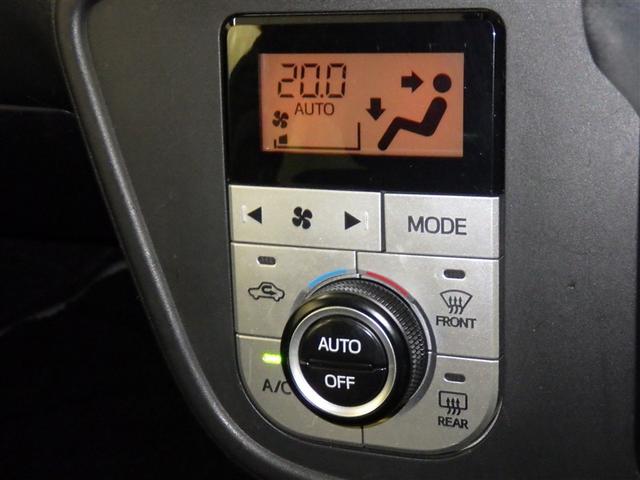 20.0
AUTO
MODE
FRONT
AUTO
OFF
A/C
REAR